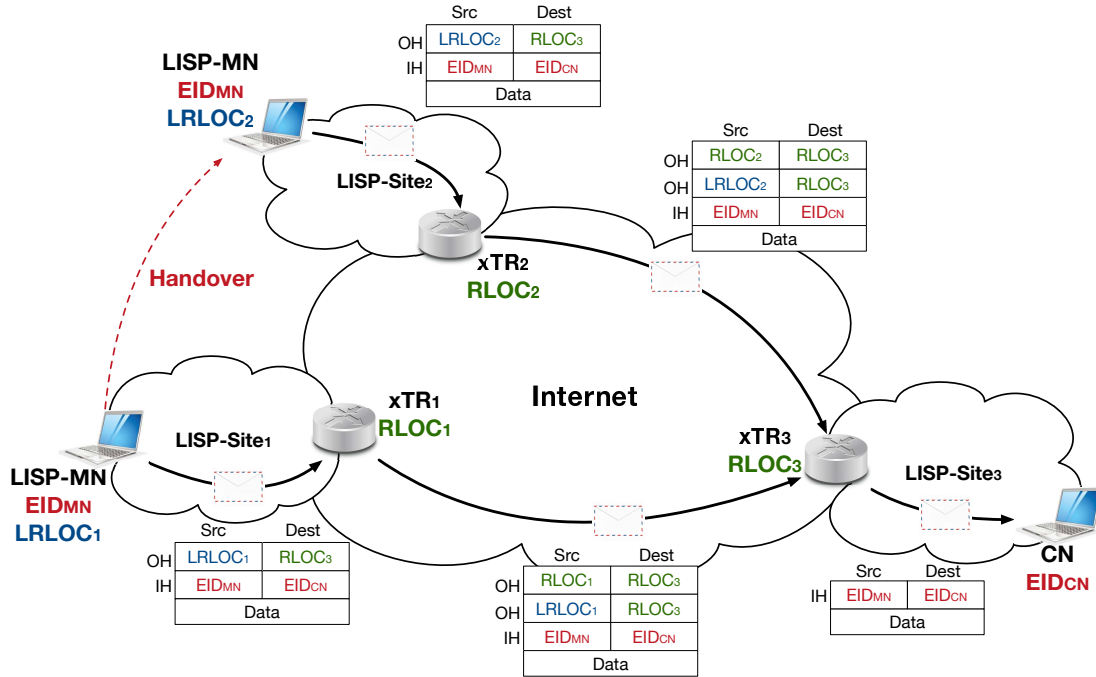 Src Dest
OH LRLOC2 RLOC3
IH EIDMN EIDCN
Data
LISP-MN
EIDMN
LRLOC2
LISP-Site2
Src Dest
OH RLOC2 RLOC3
OH LRLOC2 RLOC3
IH EIDMN EIDCN
Data
xTR2
RLOC2
Handover
Internet
xTR1
RLOC1
LISP-Site1
xTR3
RLOC3
LISP-Site3
LISP-MN
EIDMN
LRLOC1
CN
EIDCN
Src Dest
OH LRLOC1 RLOC3
IH EIDMN EIDCN
Data
Src Dest
OH RLOC1 RLOC3
OH LRLOC1 RLOC3
IH EIDMN EIDCN
Data
Src Dest
IH EIDMN EIDCN
Data